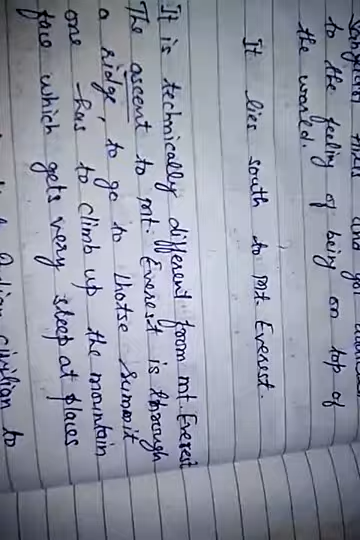 to the feeling of being on top of
the world.
It lies south to Mt. Everest.
It is technically different from mt. Everest
The ascent to mt. Everest is through
a ridge, to go to Lhotse Summit
one has to climb up the mountain
face which gets very steep at places
civilian to